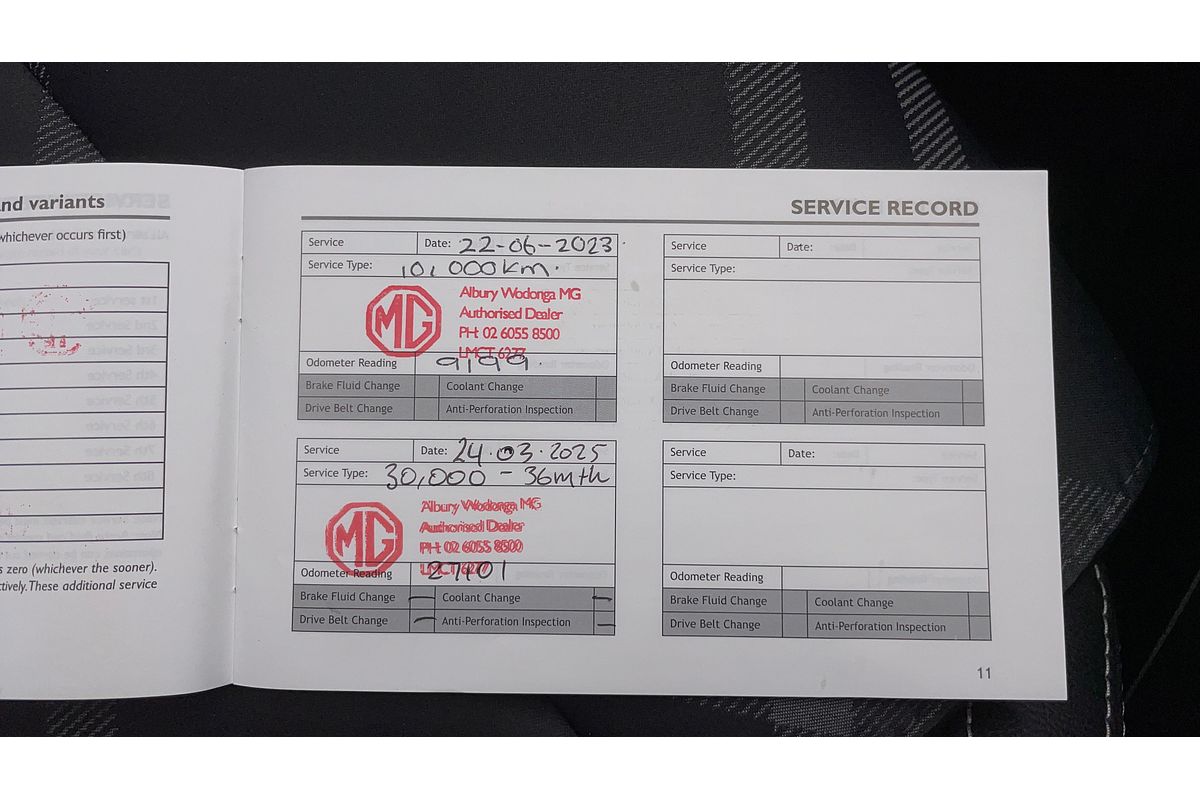 and variants
whichever occurs first)
s zero (whichever the sooner).
tively. These additional service
SERVICE RECORD
Service Date: 22-06-2023
Service Type: 10,000km.
MG
Albury Wodonga MG
Authorised Dealer
PH: 02 6055 8500
LMCT 6277
Odometer Reading 9199.
Brake Fluid Change Coolant Change
Drive Belt Change Anti-Perforation Inspection
Service Date:
Service Type:
Odometer Reading
Brake Fluid Change Coolant Change
Drive Belt Change Anti-Perforation Inspection
Service Date: 24.03.2025
Service Type: 30,000 - 36mth
MG
Albury Wodonga MG
Authorised Dealer
PH: 02 6055 8500
LMCT 6277
Odometer Reading
Brake Fluid Change — Coolant Change —
Drive Belt Change — Anti-Perforation Inspection —
Service Date:
Service Type:
Odometer Reading
Brake Fluid Change Coolant Change
Drive Belt Change Anti-Perforation Inspection
11